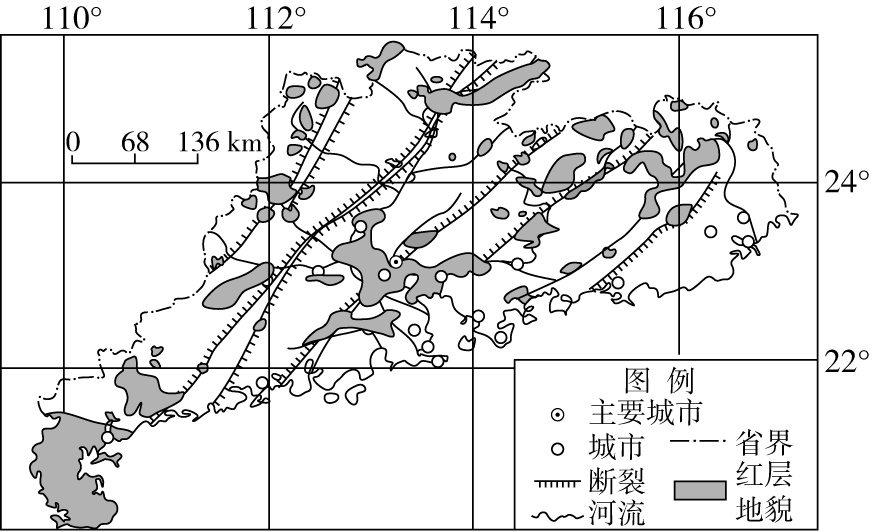 110° 112° 114° 116°
0 68 136 km
24°
22°
图 例
主要城市
城市
省界
断裂
红层地貌
河流